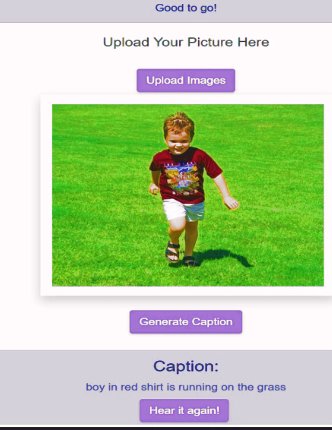 Good to go!
Upload Your Picture Here
Upload Images
Generate Caption
Caption:
boy in red shirt is running on the grass
Hear it again!